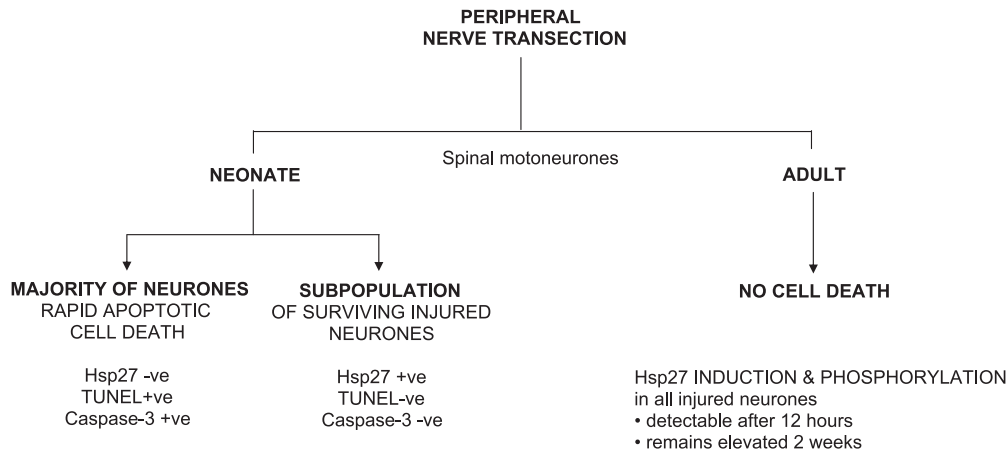 PERIPHERAL
NERVE TRANSECTION
Spinal motoneurones
NEONATE
ADULT
MAJORITY OF NEURONES
RAPID APOPTOTIC
CELL DEATH
Hsp27 -ve
TUNEL+ve
Caspase-3 +ve
SUBPOPULATION
OF SURVIVING INJURED
NEURONES
Hsp27 +ve
TUNEL-ve
Caspase-3 -ve
NO CELL DEATH
Hsp27 INDUCTION & PHOSPHORYLATION
in all injured neurones
• detectable after 12 hours
• remains elevated 2 weeks